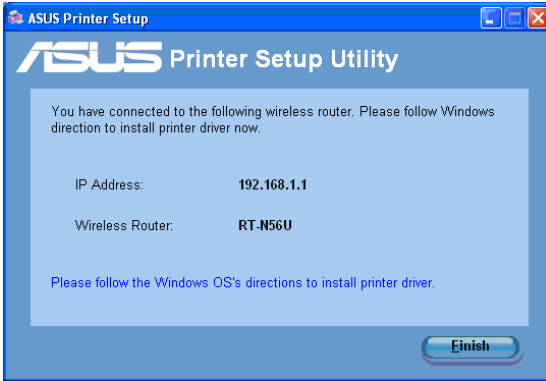 ASUS Printer Setup
ASUS Printer Setup Utility
You have connected to the following wireless router. Please follow Windows
direction to install printer driver now.
IP Address: 192.168.1.1
Wireless Router: RT-N56U
Please follow the Windows OS's directions to install printer driver.
Finish